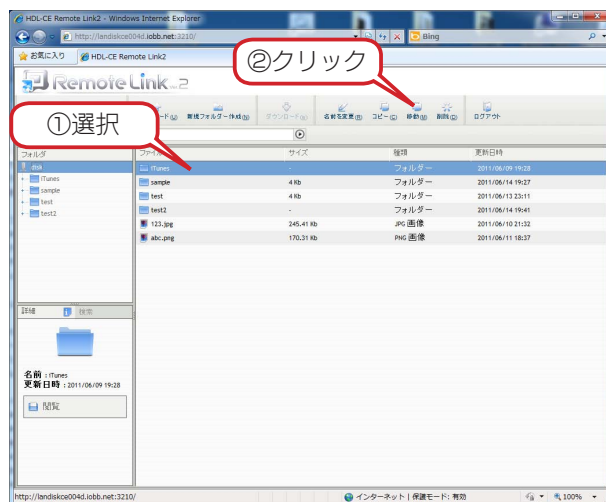 HDL-CE Remote Link2 - Windows Internet Explorer
http://landiskce004d.iobb.net:3210/
Bing
お気に入り
HDL-CE Remote Link2
②クリック
Remote Link 2
①選択
ード(U)
新規フォルダー作成(N)
ダウンロード(S)
名前を変更(R)
コピー(C)
移動(M)
削除(D)
ログアウト
フォルダ
disk
iTunes
sample
test
test2
ファイル
サイズ
種類
更新日時
iTunes - フォルダー 2011/06/09 19:28
sample 4 Kb フォルダー 2011/06/14 19:27
test 4 Kb フォルダー 2011/06/13 23:11
test2 - フォルダー 2011/06/14 19:41
123.jpg 245.41 Kb JPG 画像 2011/06/10 21:32
abc.png 170.31 Kb PNG 画像 2011/06/11 18:37
詳細
検索
名前 : iTunes
更新日時 : 2011/06/09 19:28
閲覧
http://landiskce004d.iobb.net:3210/
インターネット | 保護モード: 有効
100%